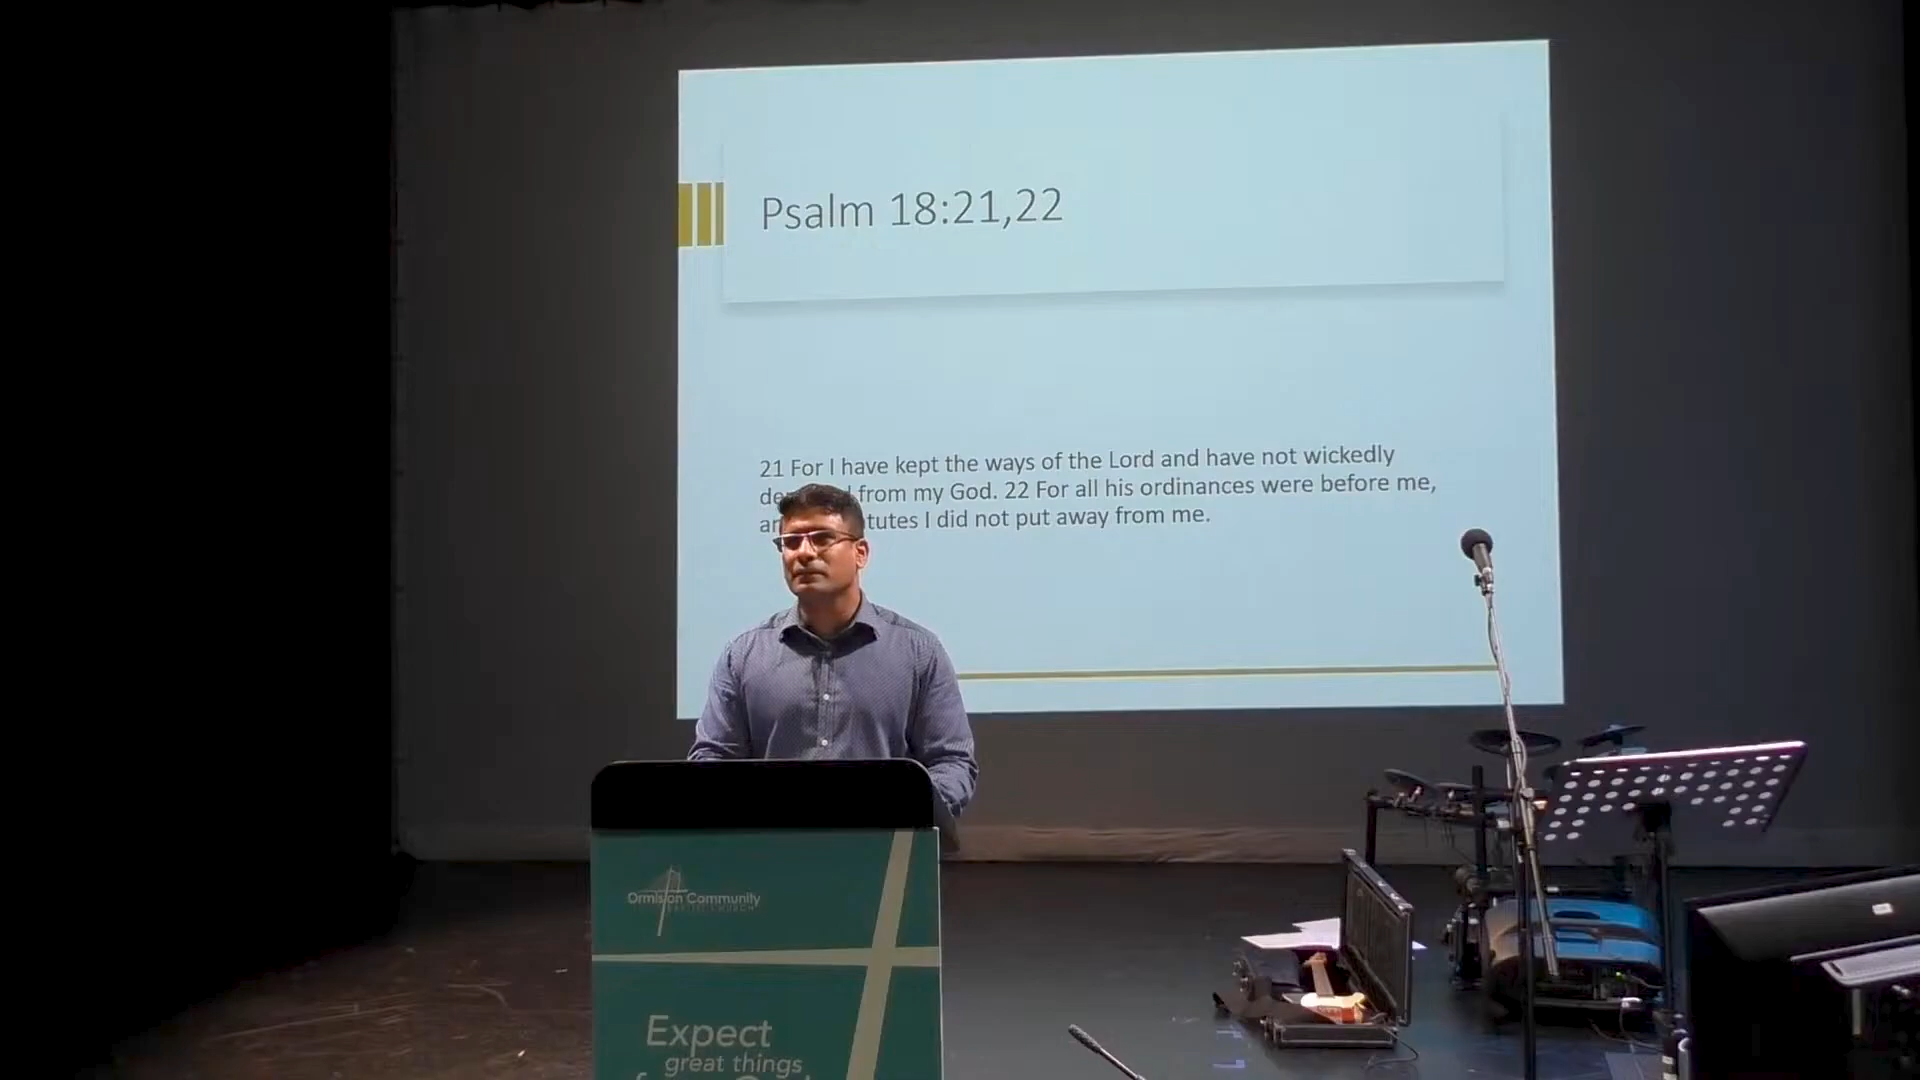 Psalm 18:21,22
21 For I have kept the ways of the Lord and have not wickedly
from my God. 22 For all his ordinances were before me,
I did not put away from me.
Ormiston Community
BAPTIST CHURCH
Expect
great things